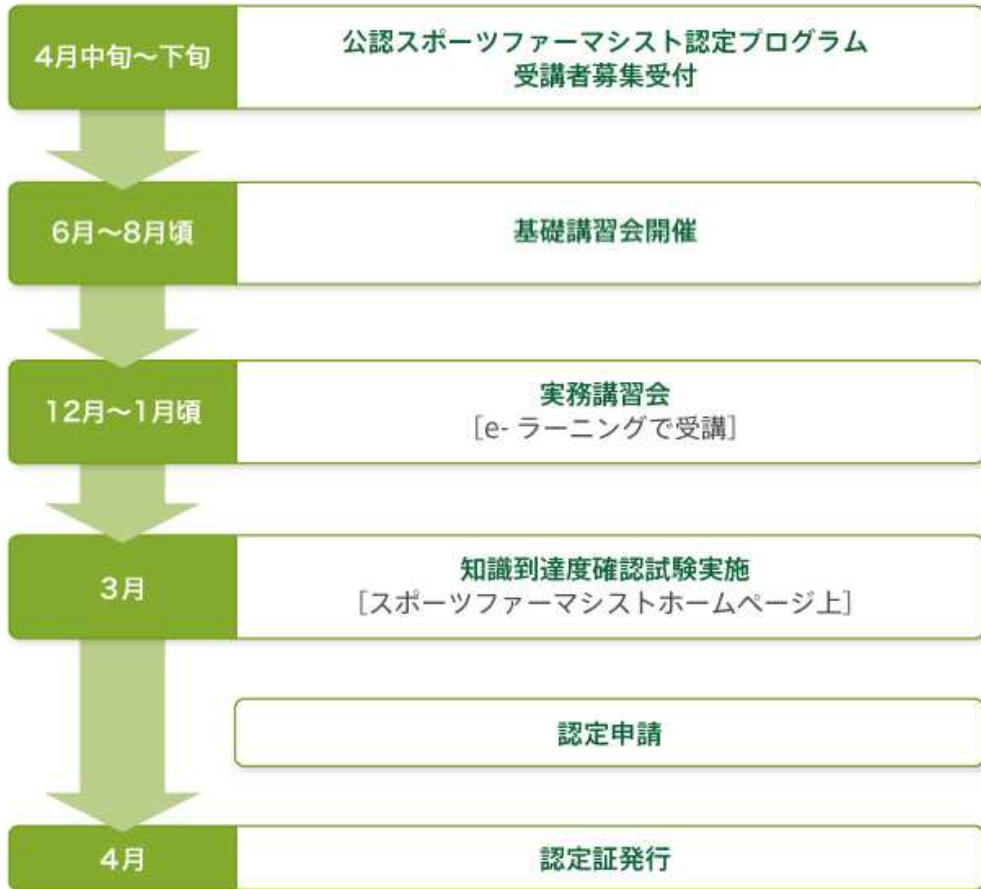 4月中旬～下旬
公認スポーツファーマシスト認定プログラム
受講者募集受付
6月～8月頃
基礎講習会開催
12月～1月頃
実務講習会
［e- ラーニングで受講］
3月
知識到達度確認試験実施
［スポーツファーマシストホームページ上］
認定申請
4月
認定証発行